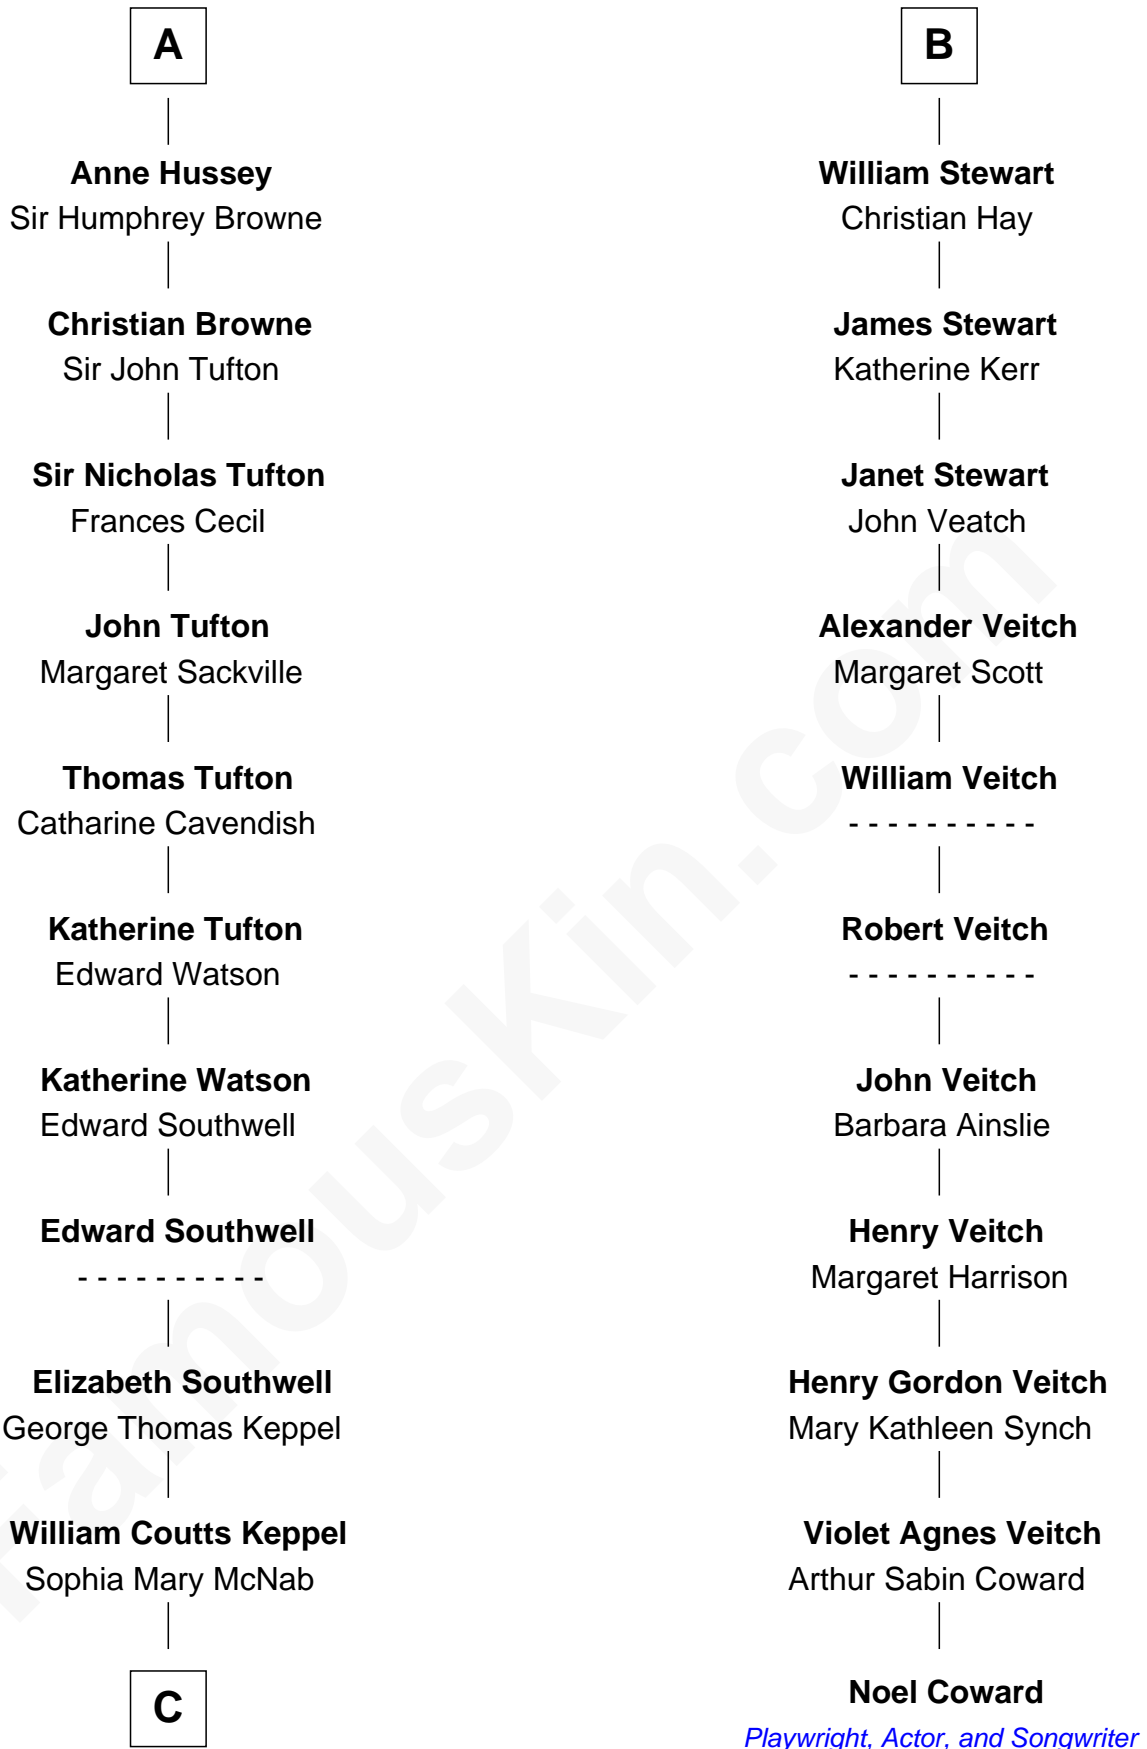 A
Anne Hussey
Sir Humphrey Browne
Christian Browne
Sir John Tufton
Sir Nicholas Tufton
Frances Cecil
John Tufton
Margaret Sackville
Thomas Tufton
Catharine Cavendish
Katherine Tufton
Edward Watson
Katherine Watson
Edward Southwell
Edward Southwell
- - - - - - - - - -
Elizabeth Southwell
George Thomas Keppel
William Coutts Keppel
Sophia Mary McNab
C
B
William Stewart
Christian Hay
James Stewart
Katherine Kerr
Janet Stewart
John Veatch
Alexander Veitch
Margaret Scott
William Veitch
- - - - - - - - - -
Robert Veitch
- - - - - - - - - -
John Veitch
Barbara Ainslie
Henry Veitch
Margaret Harrison
Henry Gordon Veitch
Mary Kathleen Synch
Violet Agnes Veitch
Arthur Sabin Coward
Noel Coward
Playwright, Actor, and Songwriter
FamousKin.com